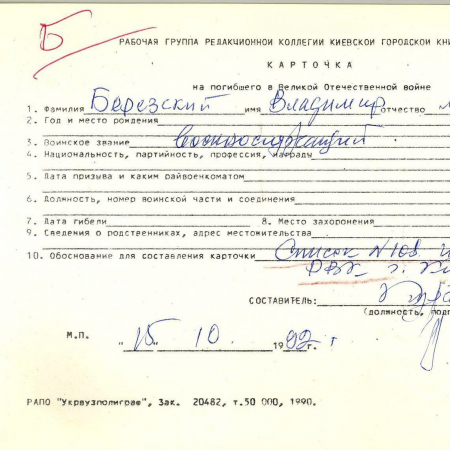 Б
РАБОЧАЯ ГРУППА РЕДАКЦИОННОЙ КОЛЛЕГИИ КИЕВСКОЙ ГОРОДСКОЙ КНИ
КАРТОЧКА
на погибшего в Великой Отечественной войне
1. Фамилия Березский имя Владимир отчество
2. Год и место рождения
3. Воинское звание военнослужащий
4. Национальность, партийность, профессия, награды
5. Дата призыва и каким райвоенкоматом
6. Должность, номер воинской части и соединения
7. Дата гибели 8. Место захоронения
9. Сведения о родственниках, адрес местожительства
10. Обоснование для составления карточки Список N 108
РВК г.
СОСТАВИТЕЛЬ:
(должность, подп
М.П. "15" 10 1992 г
РАПО "Укрвузполиграф", Зак. 20482, т.50 000, 1990.